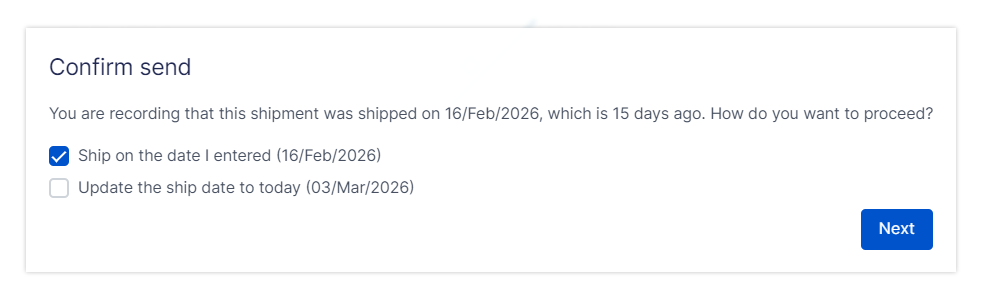 Confirm send
You are recording that this shipment was shipped on 16/Feb/2026, which is 15 days ago. How do you want to proceed?
Ship on the date I entered (16/Feb/2026)
Update the ship date to today (03/Mar/2026)
Next